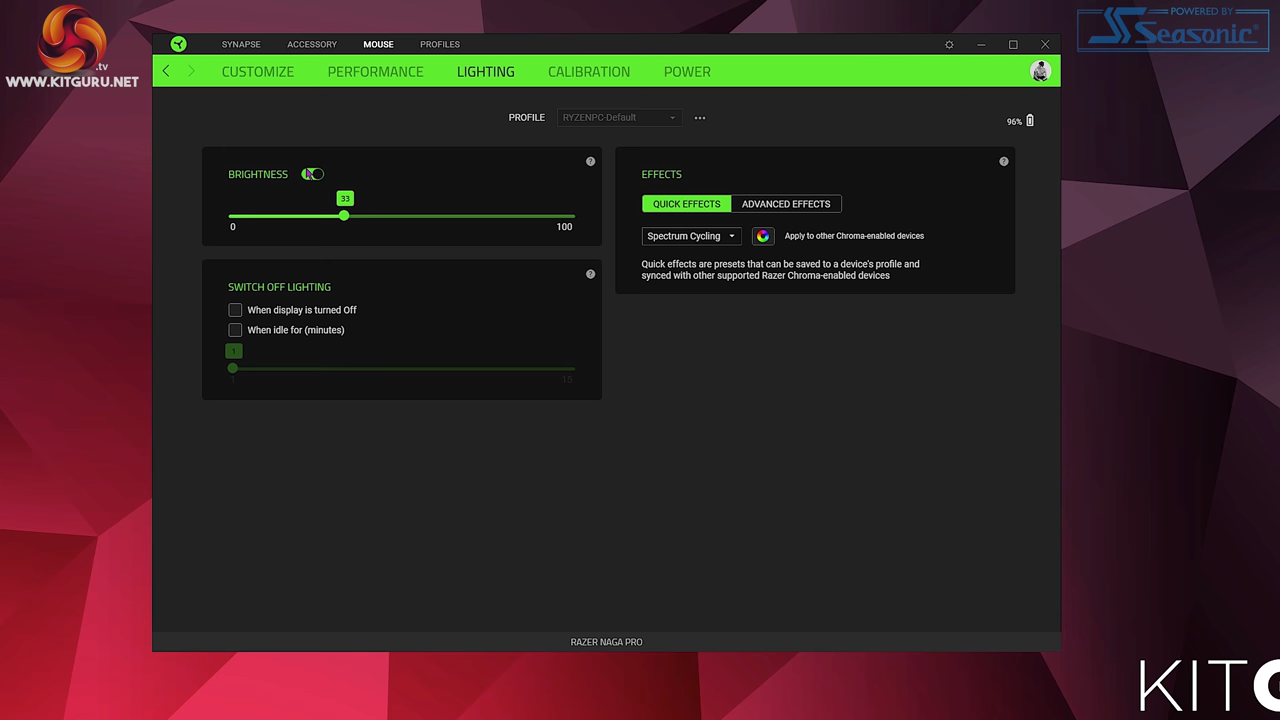 .tv
WWW.KITGURU.NET
POWERED BY
Seasonic
SYNAPSE ACCESSORY MOUSE PROFILES
CUSTOMIZE PERFORMANCE LIGHTING CALIBRATION POWER
PROFILE RYZENPC-Default
96%
BRIGHTNESS
33
0 100
SWITCH OFF LIGHTING
When display is turned Off
When idle for (minutes)
1
1 15
EFFECTS
QUICK EFFECTS ADVANCED EFFECTS
Spectrum Cycling Apply to other Chroma-enabled devices
Quick effects are presets that can be saved to a device's profile and
synced with other supported Razer Chroma-enabled devices
RAZER NAGA PRO
KITG